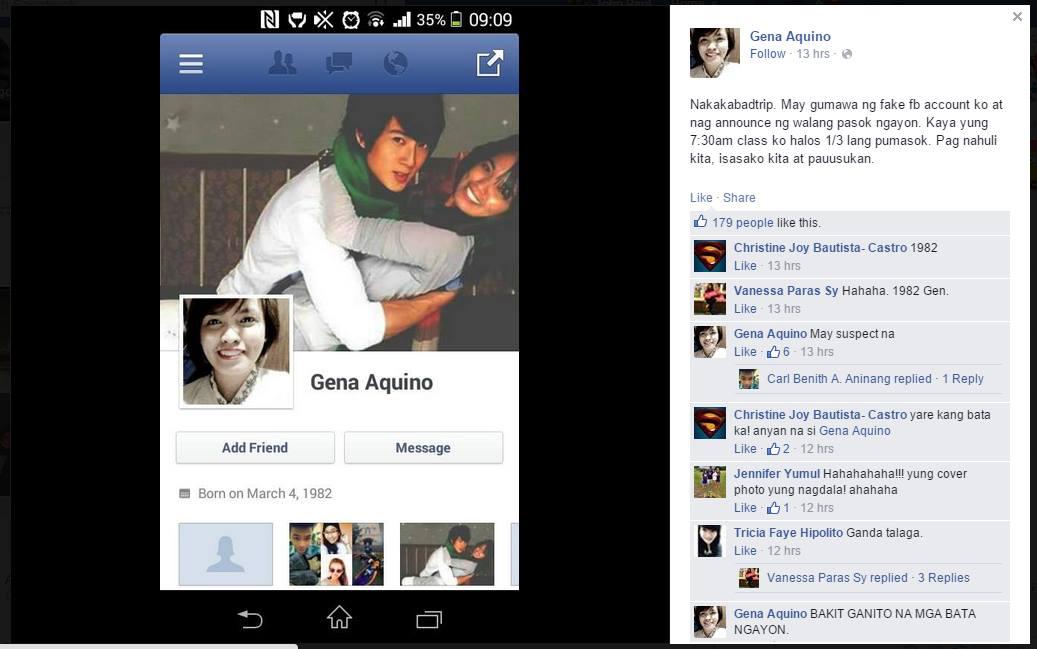 35% 09:09
Gena Aquino
Add Friend
Message
Born on March 4, 1982
Gena Aquino
Follow · 13 hrs ·
Nakakabadtrip. May gumawa ng fake fb account ko at
nag announce ng walang pasok ngayon. Kaya yung
7:30am class ko halos 1/3 lang pumasok. Pag nahuli
kita, isasako kita at pauusukan.
Like · Share
179 people like this.
Christine Joy Bautista- Castro 1982
Like · 13 hrs
Vanessa Paras Sy Hahaha. 1982 Gen.
Like · 13 hrs
Gena Aquino May suspect na
Like · 6 · 13 hrs
Carl Benith A. Aninang replied · 1 Reply
Christine Joy Bautista- Castro yare kang bata
ka! anyan na si Gena Aquino
Like · 2 · 12 hrs
Jennifer Yumul Hahahahaha!!! yung cover
photo yung nagdala! ahahaha
Like · 1 · 12 hrs
Tricia Faye Hipolito Ganda talaga.
Like · 12 hrs
Vanessa Paras Sy replied · 3 Replies
Gena Aquino BAKIT GANITO NA MGA BATA
NGAYON.